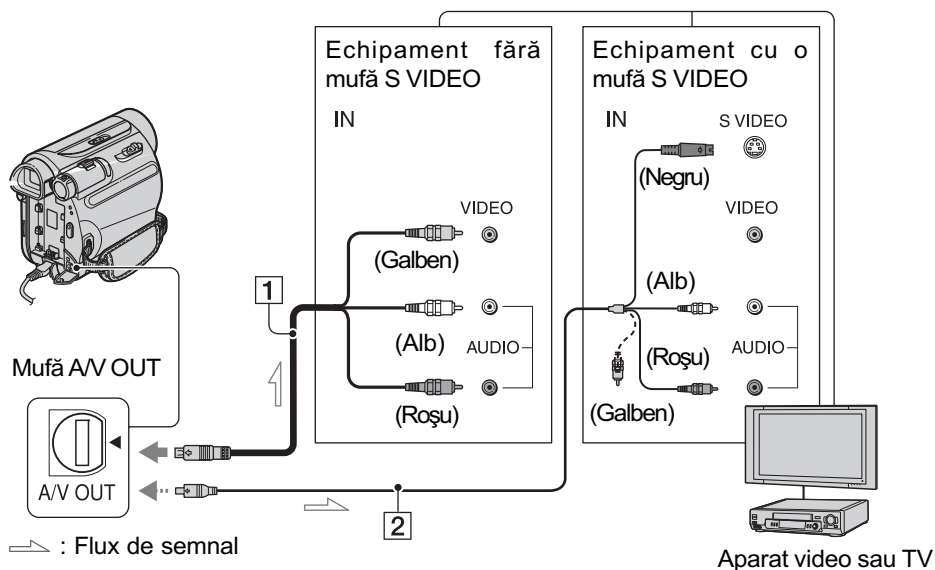 Echipament fără
mufă S VIDEO
IN
VIDEO
(Galben)
(Alb)
AUDIO
(Roşu)
Echipament cu o
mufă S VIDEO
IN
S VIDEO
(Negru)
VIDEO
(Alb)
(Roşu)
AUDIO
(Galben)
1
Mufă A/V OUT
A/V OUT
2
: Flux de semnal
Aparat video sau TV